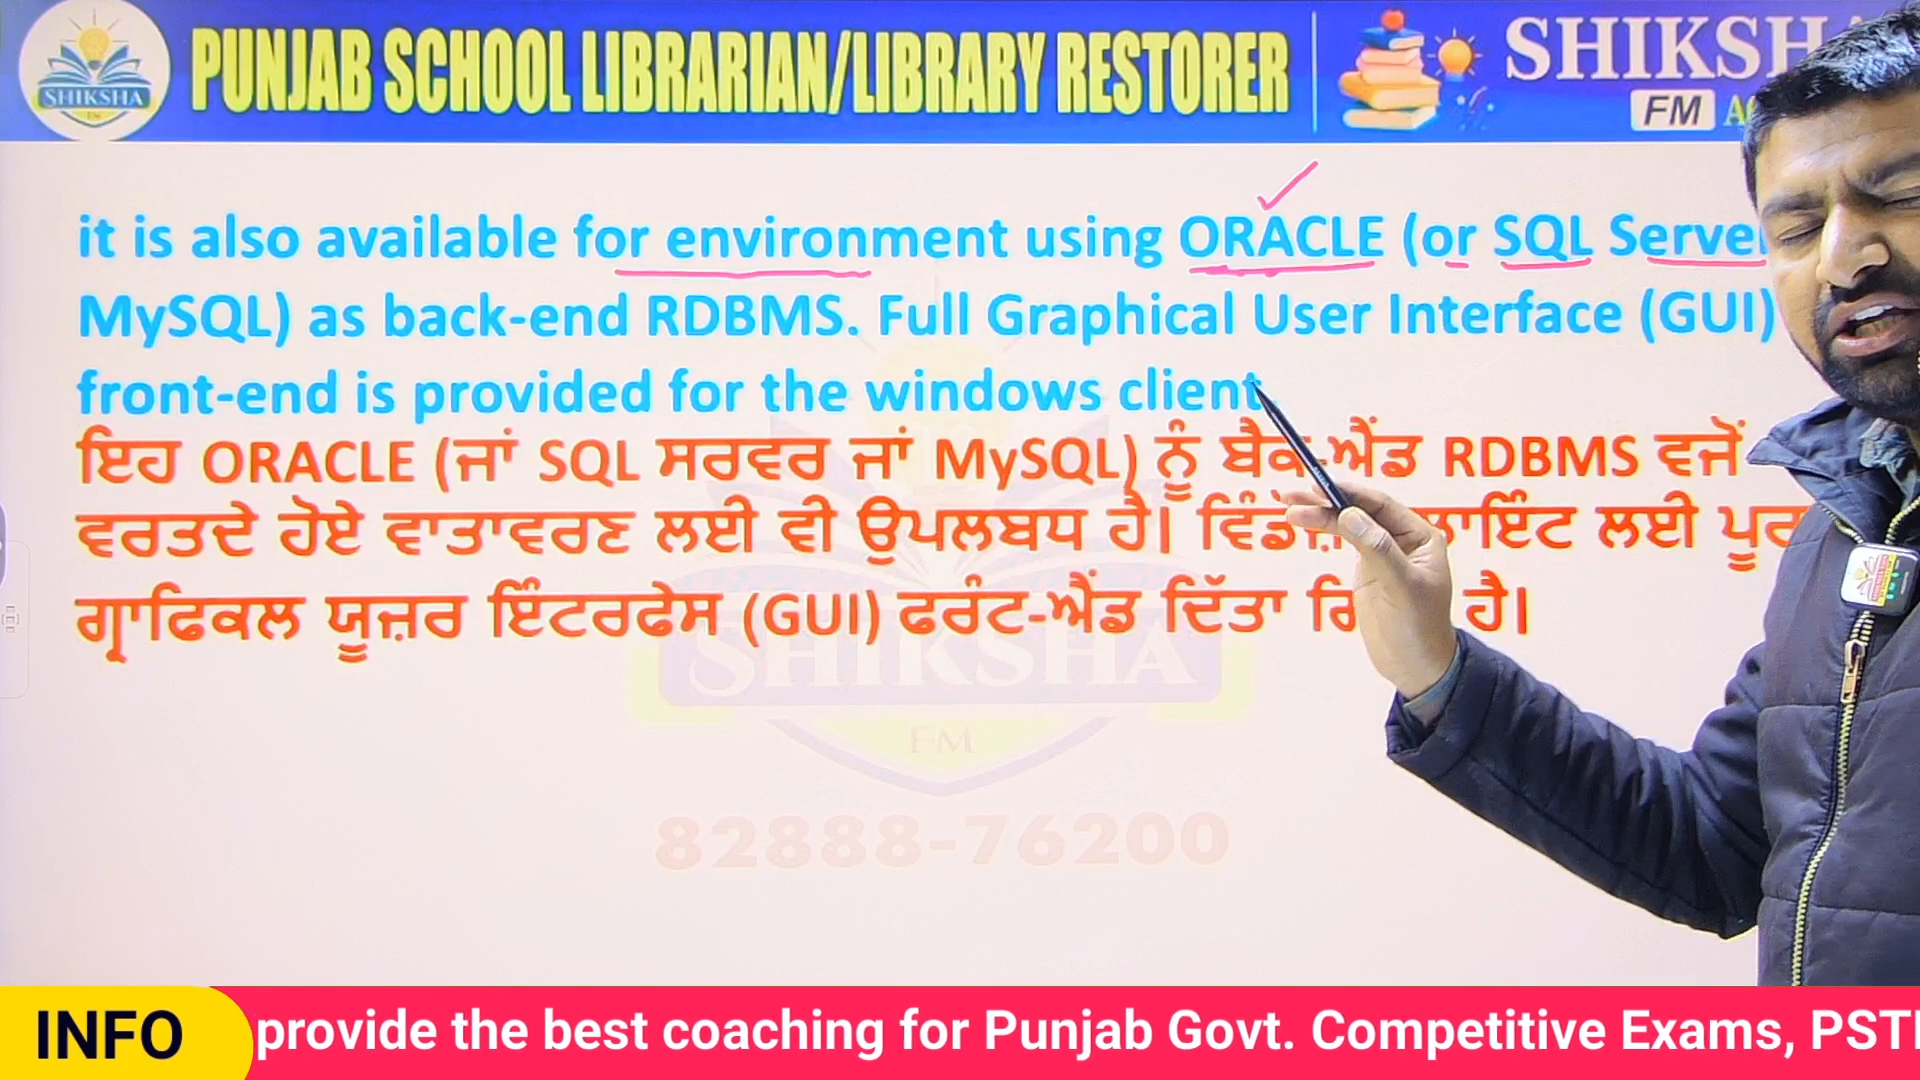 SHIKSHA
PUNJAB SCHOOL LIBRARIAN/LIBRARY RESTORER
FM
it is also available for environment using ORACLE (or SQL Server
MySQL) as back-end RDBMS. Full Graphical User Interface (GUI)
front-end is provided for the windows client.
ਇਹ ORACLE (ਜਾਂ SQL ਸਰਵਰ ਜਾਂ MySQL) ਨੂੰ ਬੈਕ-ਐਂਡ RDBMS ਵਜੋਂ
ਵਰਤਦੇ ਹੋਏ ਵਾਤਾਵਰਣ ਲਈ ਵੀ ਉਪਲਬਧ ਹੈ। ਲਈ
ਗ੍ਰਾਫਿਕਲ ਯੂਜ਼ਰ ਇੰਟਰਫੇਸ (GUI) ਫਰੰਟ-ਐਂਡ ਦਿੱਤਾ ਹੈ।
SHIKSHA
FM
82888-76200
INFO
provide the best coaching for Punjab Govt. Competitive Exams,